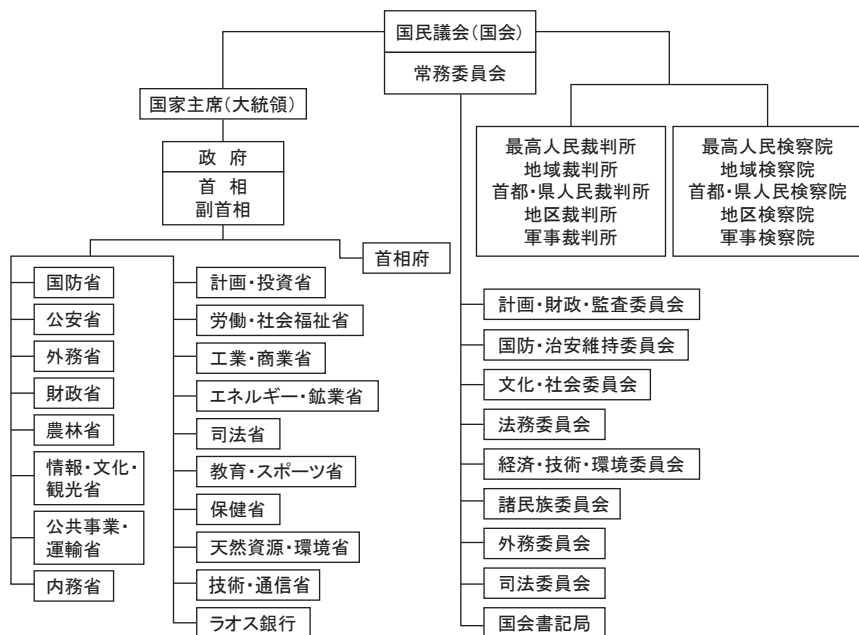 国民議会(国会)
常務委員会
国家主席(大統領)
政 府
首 相
副首相
首相府
国防省
公安省
外務省
財政省
農林省
情報・文化・
観光省
公共事業・
運輸省
内務省
計画・投資省
労働・社会福祉省
工業・商業省
エネルギー・鉱業省
司法省
教育・スポーツ省
保健省
天然資源・環境省
技術・通信省
ラオス銀行
最高人民裁判所
地域裁判所
首都・県人民裁判所
地区裁判所
軍事裁判所
最高人民検察院
地域検察院
首都・県人民検察院
地区検察院
軍事検察院
計画・財政・監査委員会
国防・治安維持委員会
文化・社会委員会
法務委員会
経済・技術・環境委員会
諸民族委員会
外務委員会
司法委員会
国会書記局